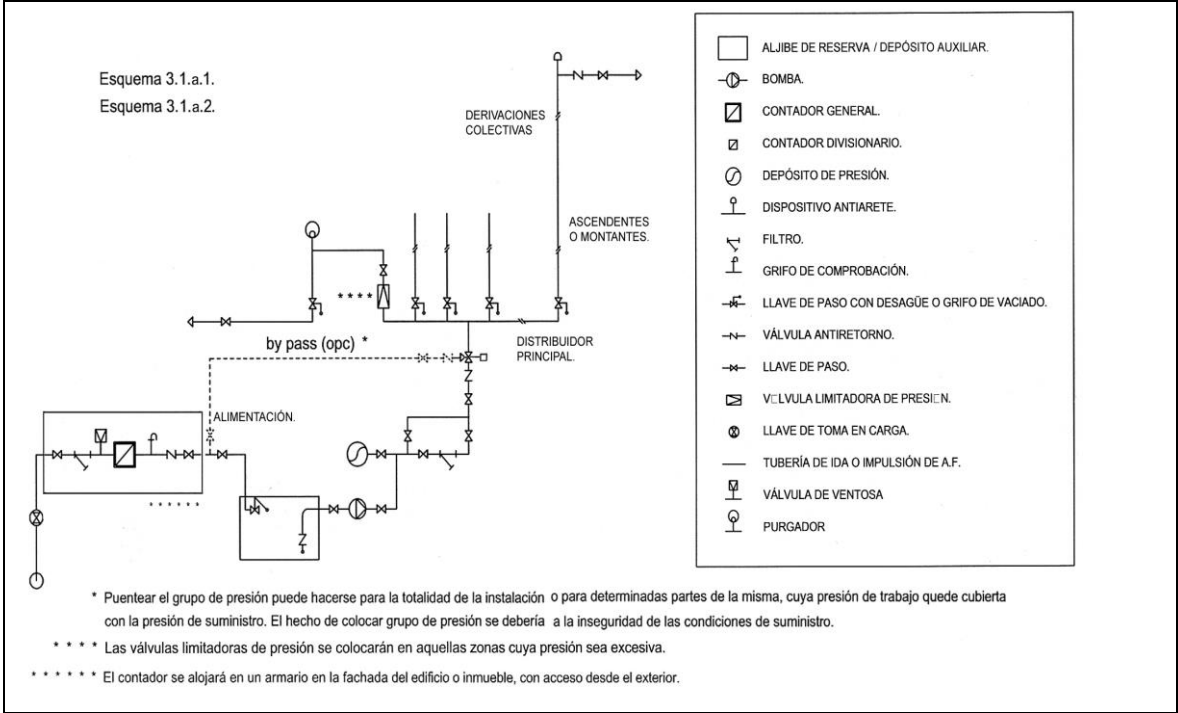 Esquema 3.1.a.1.
Esquema 3.1.a.2.
DERIVACIONES
COLECTIVAS
ASCENDENTES
O MONTANTES.
* * * *
DISTRIBUIDOR
PRINCIPAL.
by pass (opc) *
ALIMENTACIÓN.
* * * * * *
ALJIBE DE RESERVA / DEPÓSITO AUXILIAR.
BOMBA.
CONTADOR GENERAL.
CONTADOR DIVISIONARIO.
DEPÓSITO DE PRESIÓN.
DISPOSITIVO ANTIARETE.
FILTRO.
GRIFO DE COMPROBACIÓN.
LLAVE DE PASO CON DESAGÜE O GRIFO DE VACIADO.
VÁLVULA ANTIRETORNO.
LLAVE DE PASO.
V□LVULA LIMITADORA DE PRESI□N.
LLAVE DE TOMA EN CARGA.
TUBERÍA DE IDA O IMPULSIÓN DE A.F.
VÁLVULA DE VENTOSA
PURGADOR
* Puentear el grupo de presión puede hacerse para la totalidad de la instalación o para determinadas partes de la misma, cuya presión de trabajo quede cubierta
con la presión de suministro. El hecho de colocar grupo de presión se debería a la inseguridad de las condiciones de suministro.
* * * * Las válvulas limitadoras de presión se colocarán en aquellas zonas cuya presión sea excesiva.
* * * * * * El contador se alojará en un armario en la fachada del edificio o inmueble, con acceso desde el exterior.